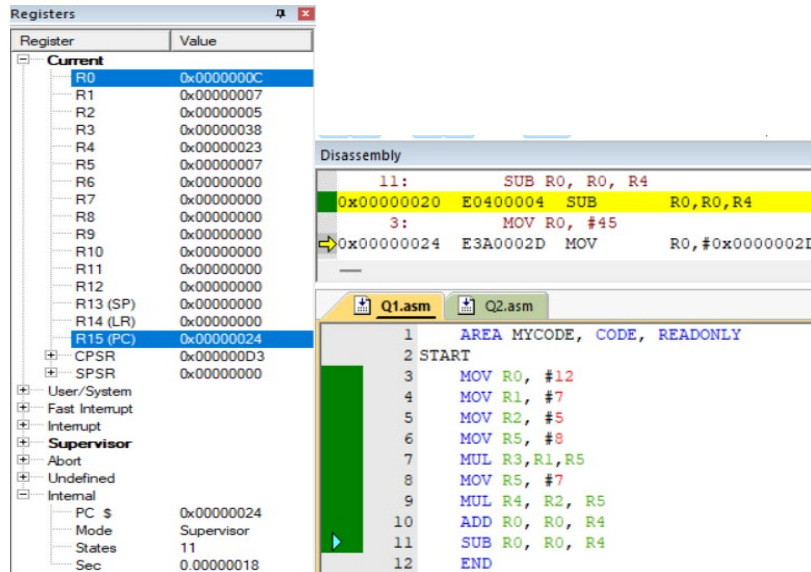 Registers
Register Value
Current
R0 0x0000000C
R1 0x00000007
R2 0x00000005
R3 0x00000038
R4 0x00000023
R5 0x00000007
R6 0x00000000
R7 0x00000000
R8 0x00000000
R9 0x00000000
R10 0x00000000
R11 0x00000000
R12 0x00000000
R13 (SP) 0x00000000
R14 (LR) 0x00000000
R15 (PC) 0x00000024
CPSR 0x000000D3
SPSR 0x00000000
User/System
Fast Interrupt
Interrupt
Supervisor
Abort
Undefined
Internal
PC $ 0x00000024
Mode Supervisor
States 11
Sec 0.00000018
Disassembly
11: SUB R0, R0, R4
0x00000020 E0400004 SUB R0,R0,R4
3: MOV R0, #45
0x00000024 E3A0002D MOV R0,#0x0000002D
Q1.asm Q2.asm
1 AREA MYCODE, CODE, READONLY
2 START
3 MOV R0, #12
4 MOV R1, #7
5 MOV R2, #5
6 MOV R5, #8
7 MUL R3,R1,R5
8 MOV R5, #7
9 MUL R4, R2, R5
10 ADD R0, R0, R4
11 SUB R0, R0, R4
12 END